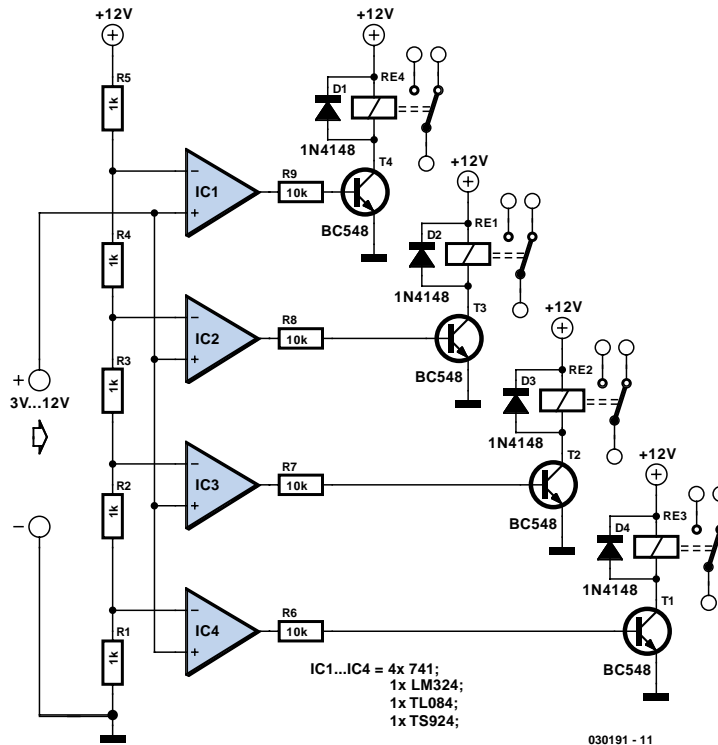 +12V
+12V
R5
1k
D1
RE4
1N4148
T4
R9
10k
IC1
−
+
BC548
+12V
R4
1k
D2
RE1
1N4148
T3
R8
10k
IC2
−
+
BC548
+12V
R3
1k
+
3V...12V
D3
RE2
1N4148
T2
R7
10k
IC3
−
+
BC548
+12V
R2
1k
−
D4
RE3
1N4148
T1
R6
10k
IC4
−
+
BC548
R1
1k
IC1...IC4 = 4x 741;
1x LM324;
1x TL084;
1x TS924;
030191 - 11